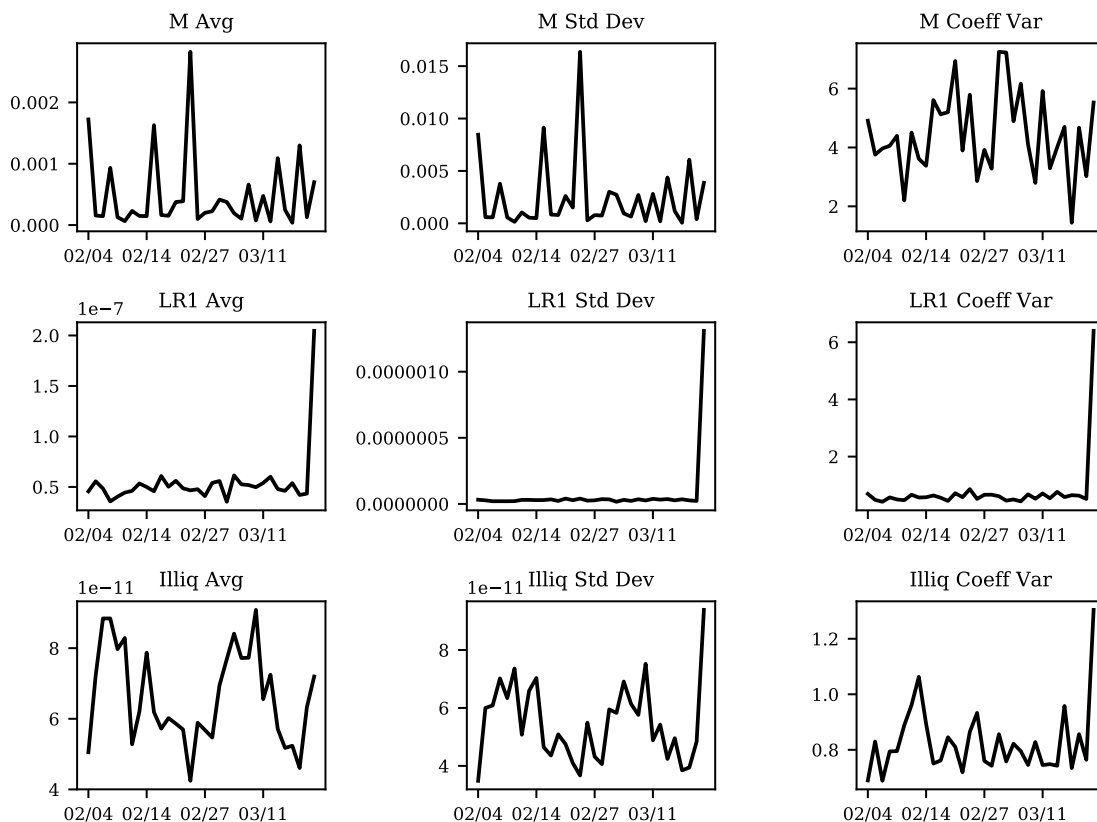 M Avg
M Std Dev
M Coeff Var
0.002
0.001
0.000
02/04 02/14 02/27 03/11
0.015
0.010
0.005
0.000
02/04 02/14 02/27 03/11
6
4
2
02/04 02/14 02/27 03/11
1e−7
LR1 Avg
LR1 Std Dev
LR1 Coeff Var
2.0
1.5
1.0
0.5
02/04 02/14 02/27 03/11
0.0000010
0.0000005
0.0000000
02/04 02/14 02/27 03/11
6
4
2
02/04 02/14 02/27 03/11
1e−11
Illiq Avg
1e−11
Illiq Std Dev
Illiq Coeff Var
8
6
4
02/04 02/14 02/27 03/11
8
6
4
02/04 02/14 02/27 03/11
1.2
1.0
0.8
02/04 02/14 02/27 03/11